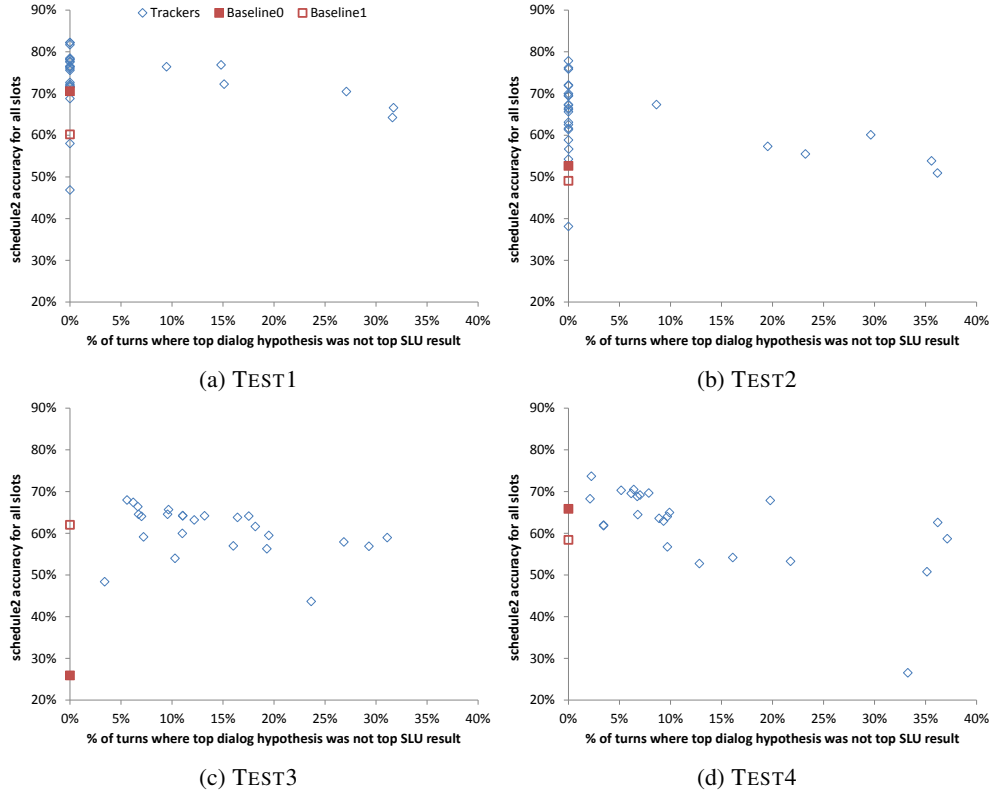 Trackers Baseline0 Baseline1
90%
80%
70%
60%
50%
40%
30%
20%
schedule2 accuracy for all slots
0% 5% 10% 15% 20% 25% 30% 35% 40%
% of turns where top dialog hypothesis was not top SLU result
(a) TEST1
90%
80%
70%
60%
50%
40%
30%
20%
schedule2 accuracy for all slots
0% 5% 10% 15% 20% 25% 30% 35% 40%
% of turns where top dialog hypothesis was not top SLU result
(b) TEST2
90%
80%
70%
60%
50%
40%
30%
20%
schedule2 accuracy for all slots
0% 5% 10% 15% 20% 25% 30% 35% 40%
% of turns where top dialog hypothesis was not top SLU result
(c) TEST3
90%
80%
70%
60%
50%
40%
30%
20%
schedule2 accuracy for all slots
0% 5% 10% 15% 20% 25% 30% 35% 40%
% of turns where top dialog hypothesis was not top SLU result
(d) TEST4